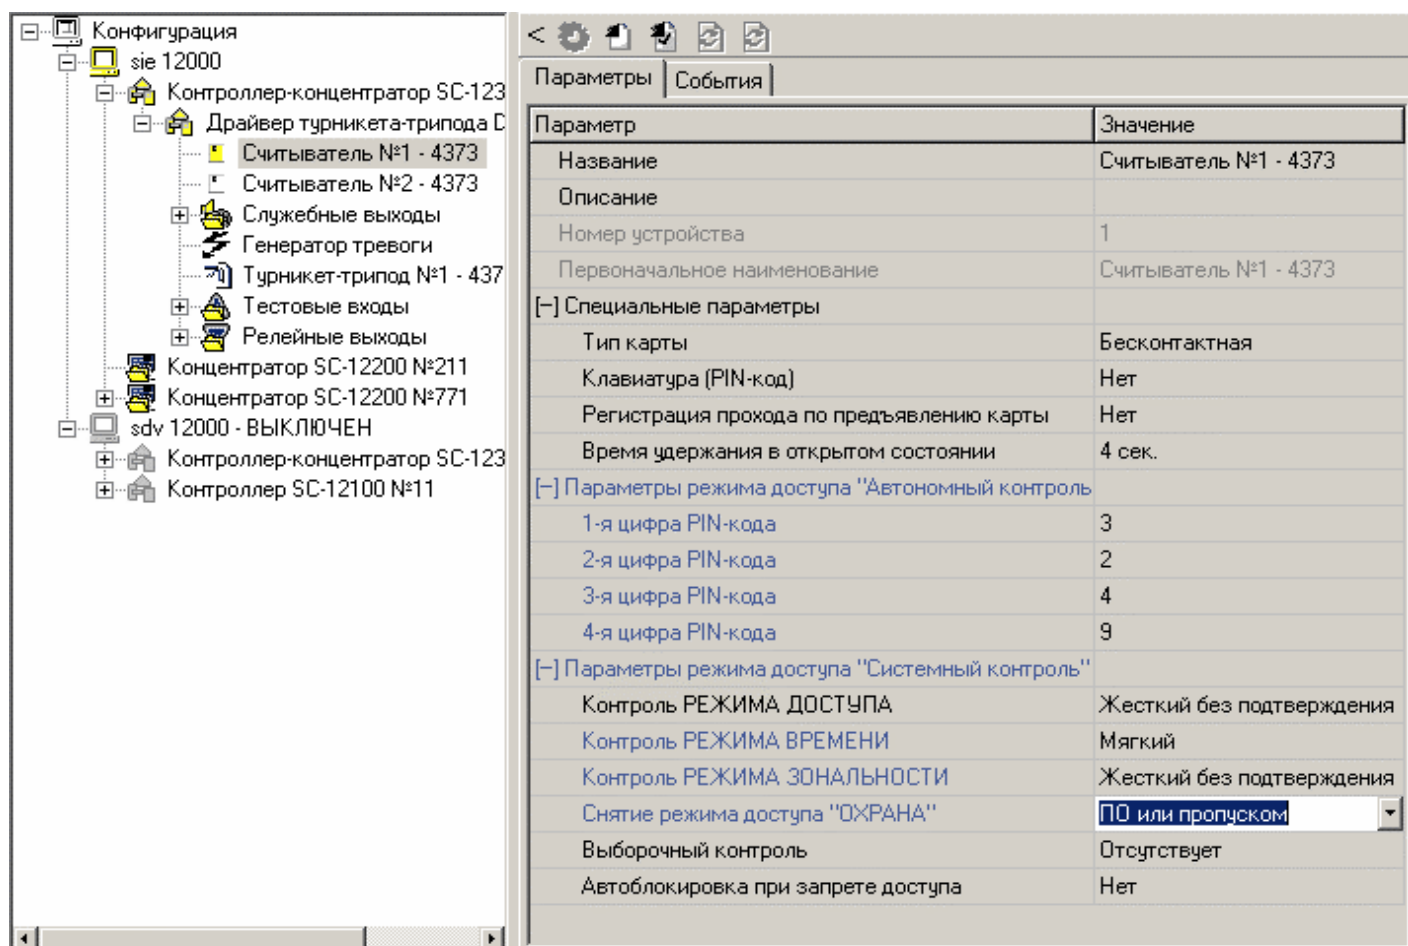 Конфигурация
sie 12000
Контроллер-концентратор SC-123
Драйвер турникета-трипода D
Считыватель №1 - 4373
Считыватель №2 - 4373
Служебные выходы
Генератор тревоги
Турникет-трипод №1 - 437
Тестовые входы
Релейные выходы
Концентратор SC-12200 №211
Концентратор SC-12200 №771
sdv 12000 - ВЫКЛЮЧЕН
Контроллер-концентратор SC-123
Контроллер SC-12100 №11
<
Параметры События
Параметр Значение
Название Считыватель №1 - 4373
Описание
Номер устройства 1
Первоначальное наименование Считыватель №1 - 4373
[-] Специальные параметры
Тип карты Бесконтактная
Клавиатура (PIN-код) Нет
Регистрация прохода по предъявлению карты Нет
Время удержания в открытом состоянии 4 сек.
[-] Параметры режима доступа "Автономный контроль
1-я цифра PIN-кода 3
2-я цифра PIN-кода 2
3-я цифра PIN-кода 4
4-я цифра PIN-кода 9
[-] Параметры режима доступа "Системный контроль"
Контроль РЕЖИМА ДОСТУПА Жесткий без подтверждения
Контроль РЕЖИМА ВРЕМЕНИ Мягкий
Контроль РЕЖИМА ЗОНАЛЬНОСТИ Жесткий без подтверждения
Снятие режима доступа "ОХРАНА" ПО или пропуском
Выборочный контроль Отсутствует
Автоблокировка при запрете доступа Нет